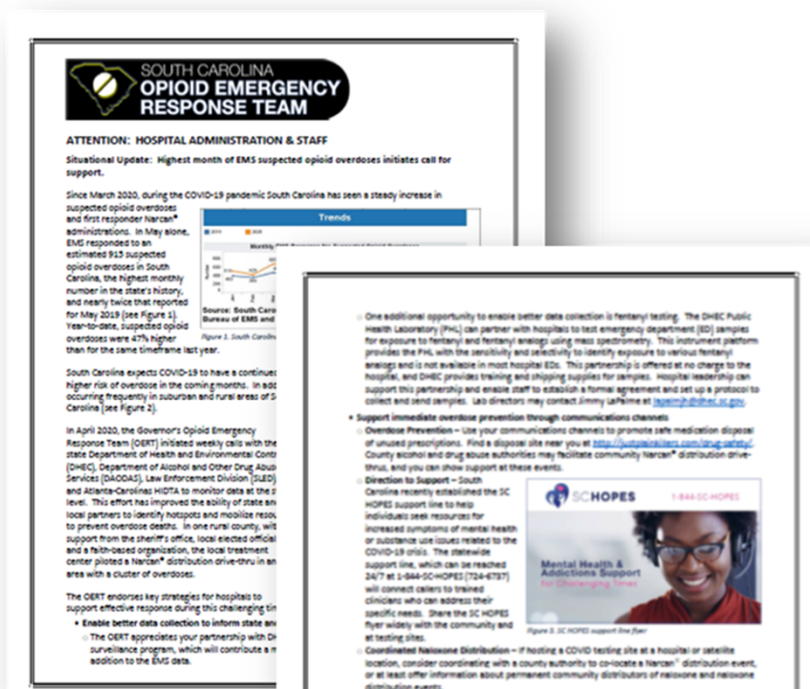 SOUTH CAROLINA
OPIOID EMERGENCY
RESPONSE TEAM
ATTENTION: HOSPITAL ADMINISTRATION & STAFF
Situational Update: Highest month of EMS suspected opioid overdoses initiates call for
support.
Since March 2020, during the COVID-19 pandemic South Carolina has seen a steady increase in
suspected opioid overdoses
and first responder Narcan®
administrations. In May alone,
EMS responded to an
estimated 913 suspected
opioid overdoses in South
Carolina, the highest monthly
number in the state's history,
and nearly twice that reported
for May 2019 (see Figure 1).
Year-to-date, suspected opioid
overdoses were 47% higher
than for the same timeframe last year.
Trends
2019 2020
Number
Jan Feb
Source: South Car
Bureau of EMS and
Figure 1. South Carolina
South Carolina expects COVID-19 to have a continued
higher risk of overdose in the coming months. In add
occurring frequently in suburban and rural areas of S
Carolina (see Figure 2).
In April 2020, the Governor's Opioid Emergency
Response Team (OERT) initiated weekly calls with the
state Department of Health and Environmental Contr
(DHEC), Department of Alcohol and Other Drug Abus
Services (DAODAS), Law Enforcement Division (SLED)
and Atlanta-Carolinas HIDTA to monitor data at the s
level. This effort has improved the ability of state and
local partners to identify hotspots and mobilize resou
to prevent overdose deaths. In one rural county, wit
support from the sheriff's office, local elected official
and a faith-based organization, the local treatment
center piloted a Narcan® distribution drive-thru in an
area with a cluster of overdoses.
The OERT endorses key strategies for hospitals to
support effective response during this challenging tim
• Enable better data collection to inform state and
○ The OERT appreciates your partnership with DH
surveillance program, which will contribute a m
addition to the EMS data.
○ One additional opportunity to enable better data collection is fentanyl testing. The DHEC Public
Health Laboratory (PHL) can partner with hospitals to test emergency department (ED) samples
for exposure to fentanyl and fentanyl analogs using mass spectrometry. This instrument platform
provides the PHL with the sensitivity and selectivity to identify exposure to various fentanyl
analogs and is not available in most hospital EDs. This partnership is offered at no charge to the
hospital, and DHEC provides training and shipping supplies for samples. Hospital leadership can
support this partnership and enable staff to establish a formal agreement and set up a protocol to
collect and send samples. Lab directors may contact Jimmy LaPalme at lapalmjh@dhec.sc.gov.
• Support immediate overdose prevention through communications channels
○ Overdose Prevention – Use your communications channels to promote safe medication disposal
of unused prescriptions. Find a disposal site near you at http://justplainkillers.com/drug-safety/.
County alcohol and drug abuse authorities may facilitate community Narcan® distribution drive-
thrus, and you can show support at these events.
○ Direction to Support – South
Carolina recently established the SC
HOPES support line to help
individuals seek resources for
increased symptoms of mental health
or substance use issues related to the
COVID-19 crisis. The statewide
support line, which can be reached
24/7 at 1-844-SC-HOPES (724-6737)
will connect callers to trained
clinicians who can address their
specific needs. Share the SC HOPES
flyer widely with the community and
at testing sites.
SCHOPES 1-844-SC-HOPES
Mental Health &
Addictions Support
for Challenging Times
Figure 3. SC HOPES support line flyer
○ Coordinated Naloxone Distribution – If hosting a COVID testing site at a hospital or satellite
location, consider coordinating with a county authority to co-locate a Narcan® distribution event,
or at least offer information about permanent community distributors of naloxone and naloxone
distribution events.